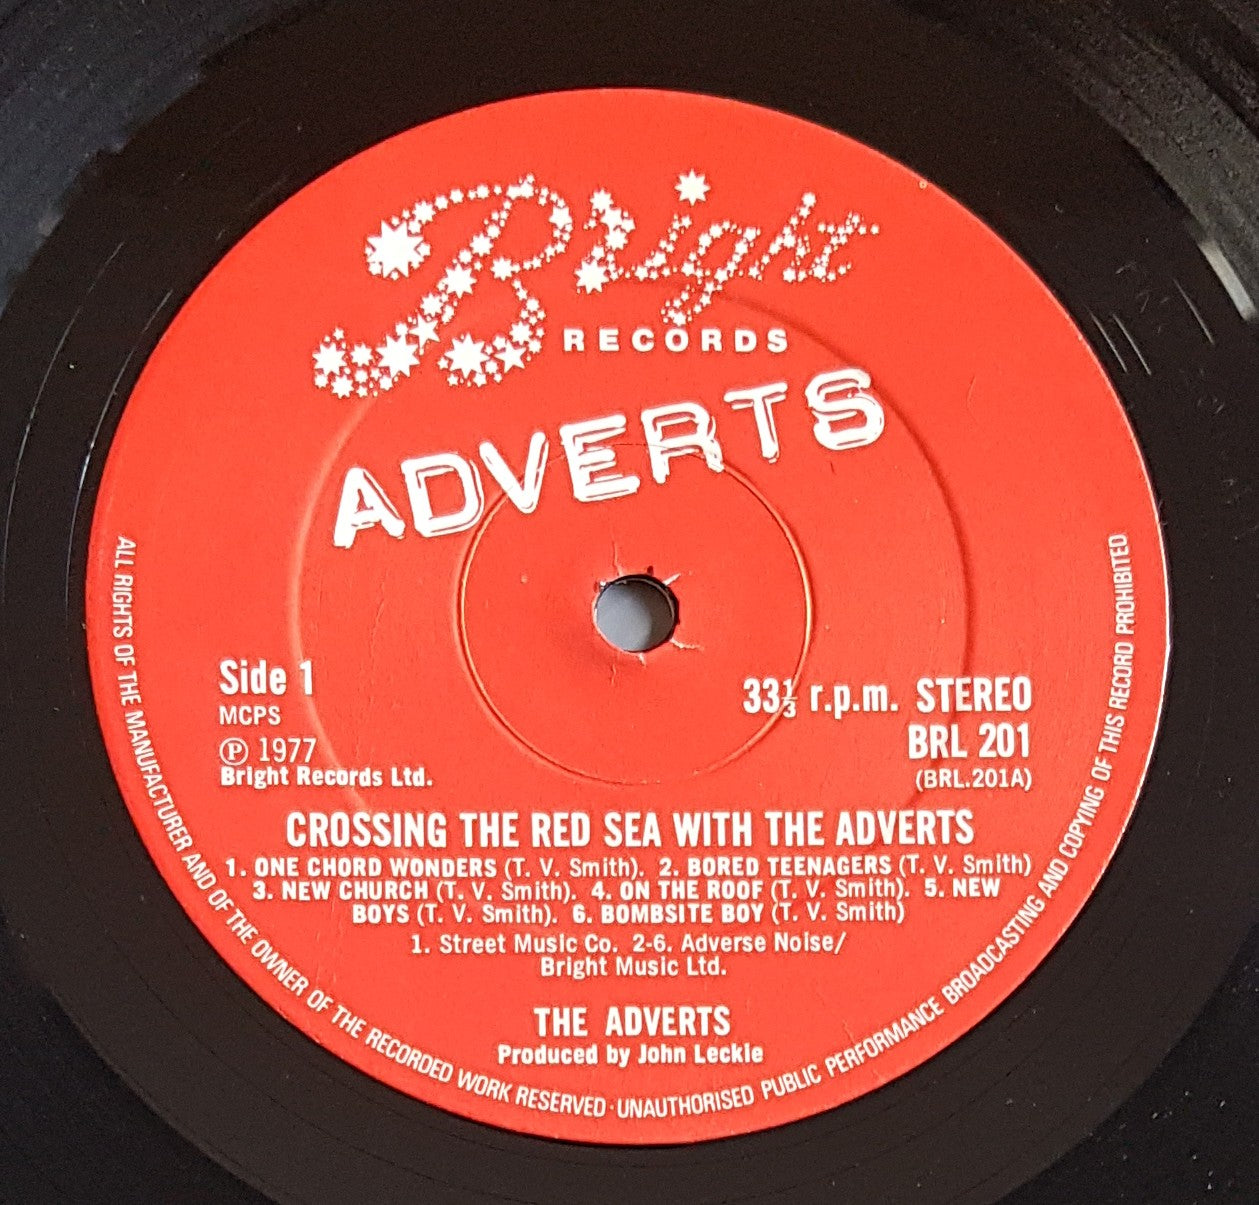 Bright
RECORDS
ADVERTS
Side 1
MCPS
Ⓟ 1977
Bright Records Ltd.
33⅓ r.p.m. STEREO
BRL 201
(BRL.201A)
CROSSING THE RED SEA WITH THE ADVERTS
1. ONE CHORD WONDERS (T. V. Smith). 2. BORED TEENAGERS (T. V. Smith)
3. NEW CHURCH (T. V. Smith). 4. ON THE ROOF (T. V. Smith). 5. NEW
BOYS (T. V. Smith). 6. BOMBSITE BOY (T. V. Smith)
1. Street Music Co. 2-6. Adverse Noise/
Bright Music Ltd.
THE ADVERTS
Produced by John Leckie
ALL RIGHTS OF THE MANUFACTURER AND OF THE OWNER OF THE RECORDED WORK RESERVED · UNAUTHORISED PUBLIC PERFORMANCE BROADCASTING AND COPYING OF THIS RECORD PROHIBITED